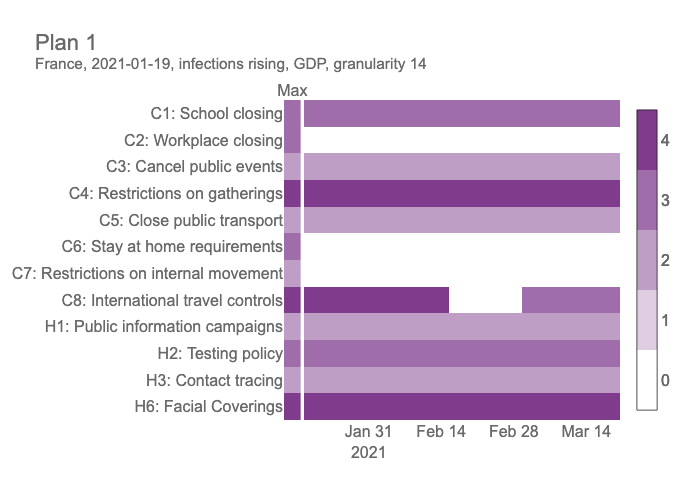 Plan 1
France, 2021-01-19, infections rising, GDP, granularity 14
Max
C1: School closing
C2: Workplace closing
C3: Cancel public events
C4: Restrictions on gatherings
C5: Close public transport
C6: Stay at home requirements
C7: Restrictions on internal movement
C8: International travel controls
H1: Public information campaigns
H2: Testing policy
H3: Contact tracing
H6: Facial Coverings
Jan 31 Feb 14 Feb 28 Mar 14
2021
4
3
2
1
0